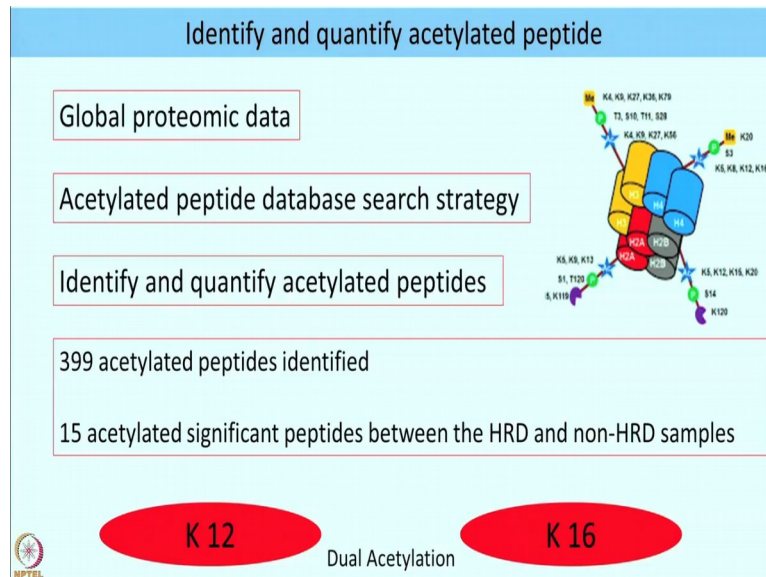 Identify and quantify acetylated peptide
Global proteomic data
Acetylated peptide database search strategy
Identify and quantify acetylated peptides
399 acetylated peptides identified
15 acetylated significant peptides between the HRD and non-HRD samples
Me K4, K9, K27, K36, K79
P T3, S10, T11, S28
K4, K9, K27, K56
Me K20
P S3
K5, K8, K12, K16
H3 H4
H3 H4
H2A H2B
H2A H2B
K5, K9, K13
S1, T120
5, K119
K5, K12, K15, K20
P S14
K120
K 12
K 16
Dual Acetylation
NPTEL